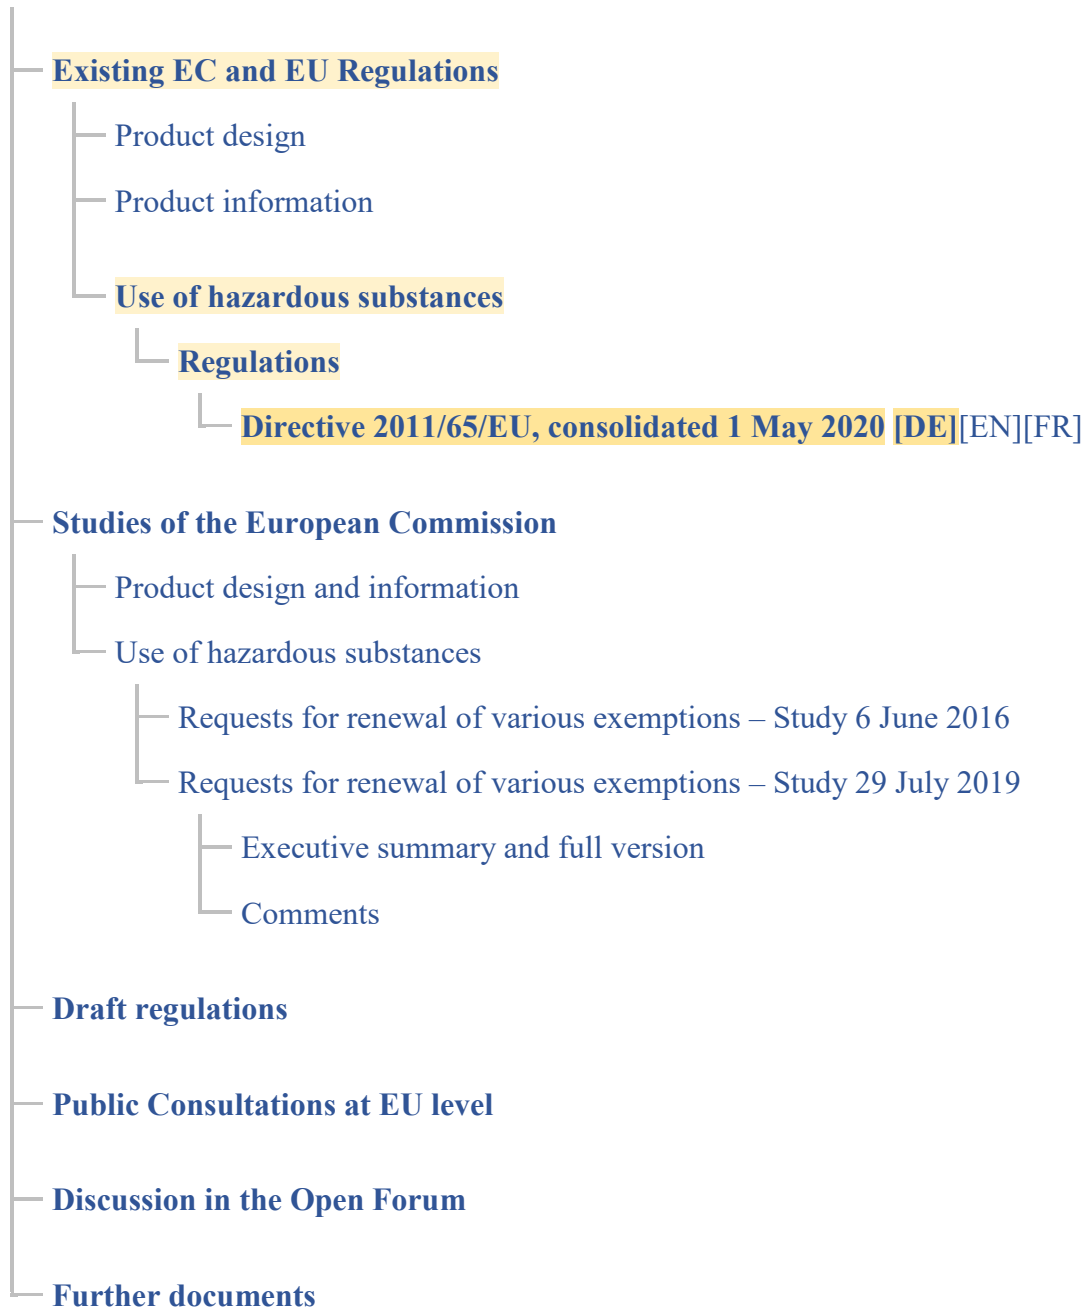 Existing EC and EU Regulations
Product design
Product information
Use of hazardous substances
Regulations
Directive 2011/65/EU, consolidated 1 May 2020 [DE][EN][FR]
Studies of the European Commission
Product design and information
Use of hazardous substances
Requests for renewal of various exemptions – Study 6 June 2016
Requests for renewal of various exemptions – Study 29 July 2019
Executive summary and full version
Comments
Draft regulations
Public Consultations at EU level
Discussion in the Open Forum
Further documents